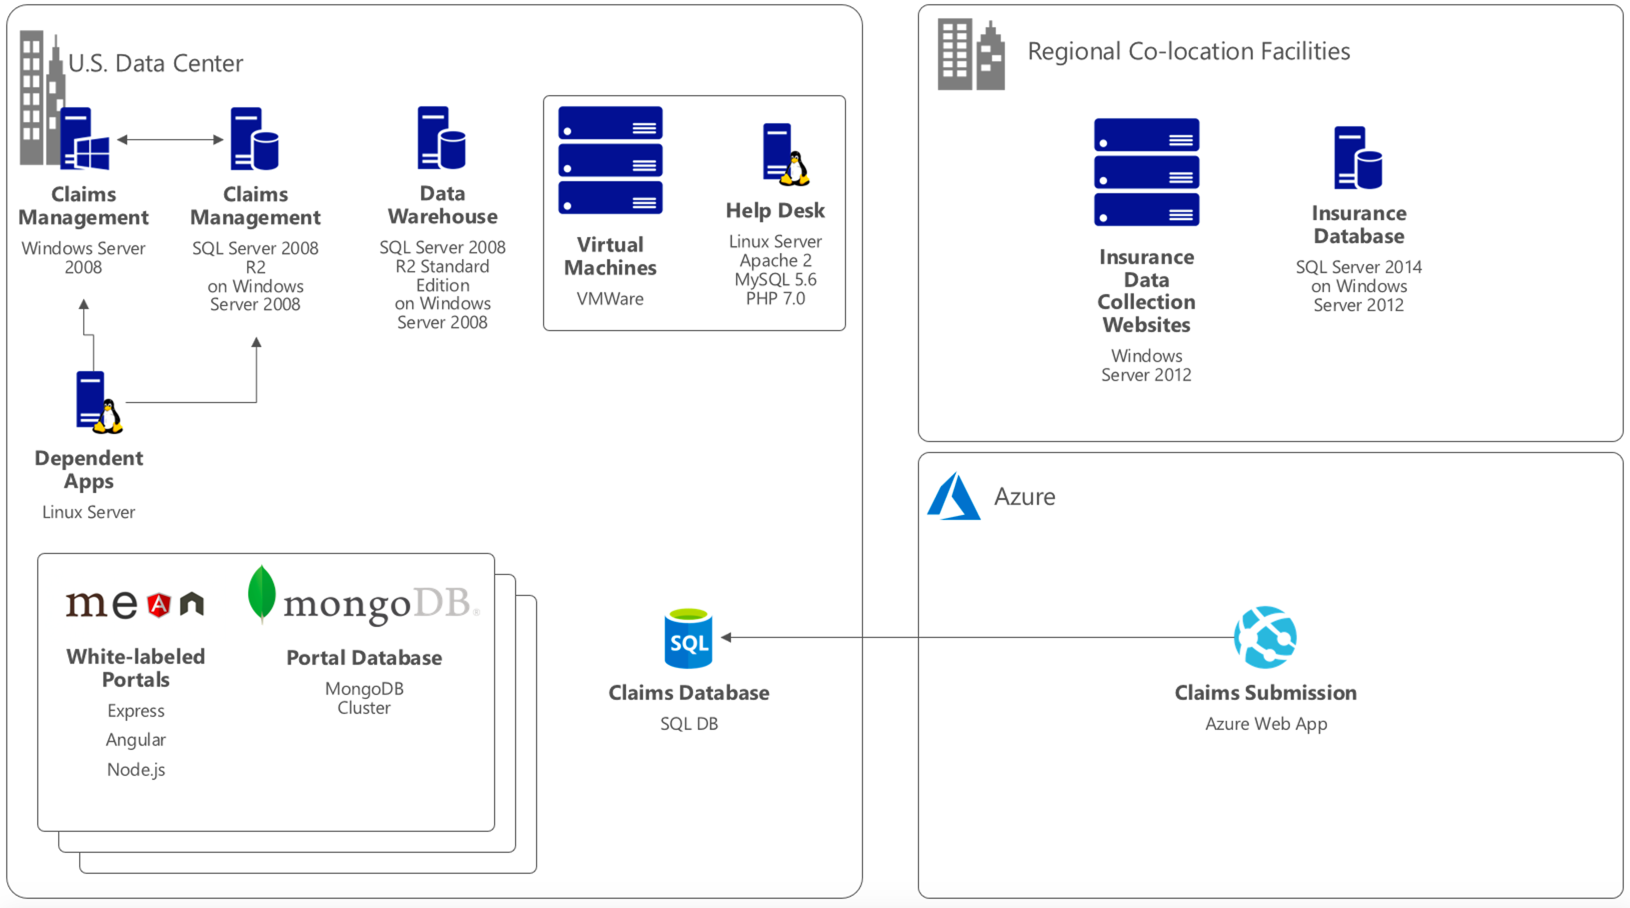 U.S. Data Center
Claims
Management
Windows Server
2008
Claims
Management
SQL Server 2008
R2
on Windows
Server 2008
Data
Warehouse
SQL Server 2008
R2 Standard
Edition
on Windows
Server 2008
Virtual
Machines
VMWare
Help Desk
Linux Server
Apache 2
MySQL 5.6
PHP 7.0
Dependent
Apps
Linux Server
me A n
White-labeled
Portals
Express
Angular
Node.js
mongoDB®
Portal Database
MongoDB
Cluster
SQL
Claims Database
SQL DB
Regional Co-location Facilities
Insurance
Data
Collection
Websites
Windows
Server 2012
Insurance
Database
SQL Server 2014
on Windows
Server 2012
Azure
Claims Submission
Azure Web App